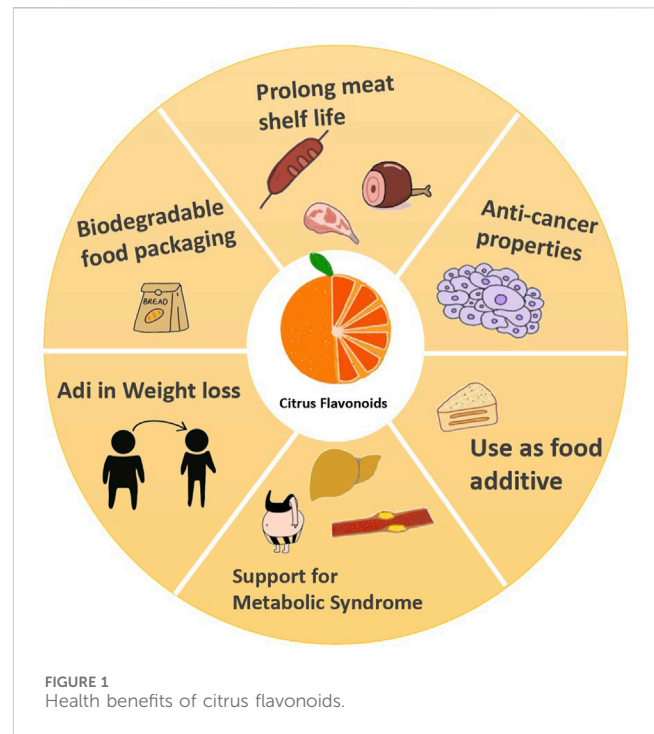 Prolong meat
shelf life
Anti-cancer
properties
Use as food
additive
Support for
Metabolic Syndrome
Adi in Weight loss
Biodegradable
food packaging
BREAD
Citrus Flavonoids
FIGURE 1
Health benefits of citrus flavonoids.